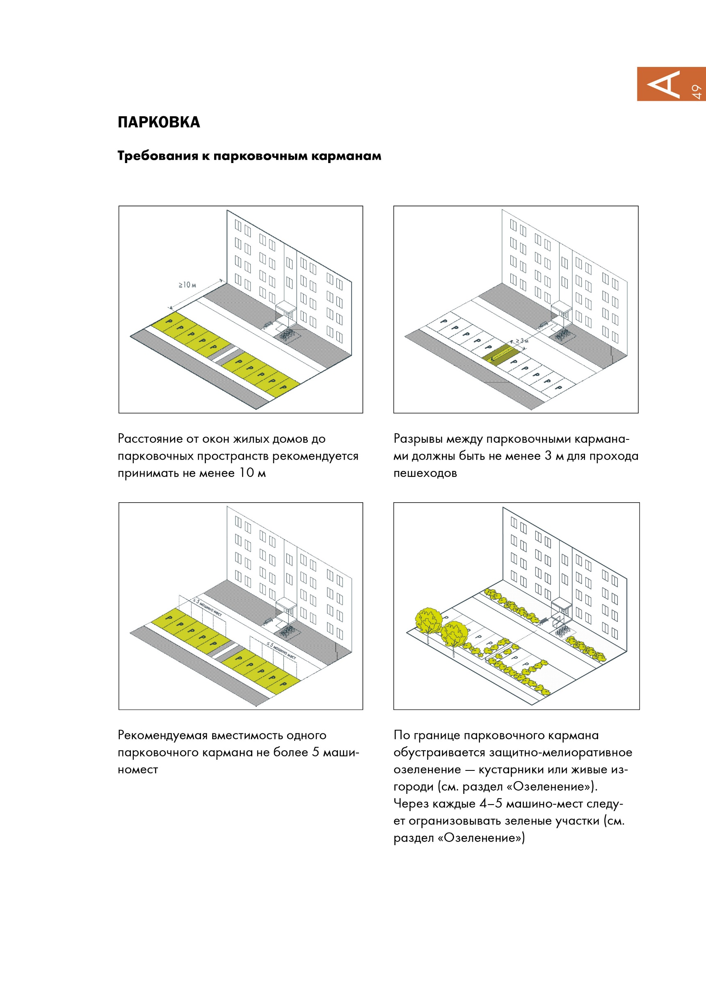 А
49
ПАРКОВКА
Требования к парковочным карманам
≥10 м
P P P P P
P P P P P
≥ 3 м
P P P P P
P P P P P
Расстояние от окон жилых домов до
парковочных пространств рекомендуется
принимать не менее 10 м
Разрывы между парковочными кармана-
ми должны быть не менее 3 м для прохода
пешеходов
≤ 5 машино мест
P P P P P
≤ 5 машино мест
P P P P P
P P P
P P
Рекомендуемая вместимость одного
парковочного кармана не более 5 маши-
номест
По границе парковочного кармана
обустраивается защитно-мелиоративное
озеленение — кустарники или живые из-
городи (см. раздел «Озеленение»).
Через каждые 4–5 машино-мест следу-
ет огранизовывать зеленые участки (см.
раздел «Озеленение»)